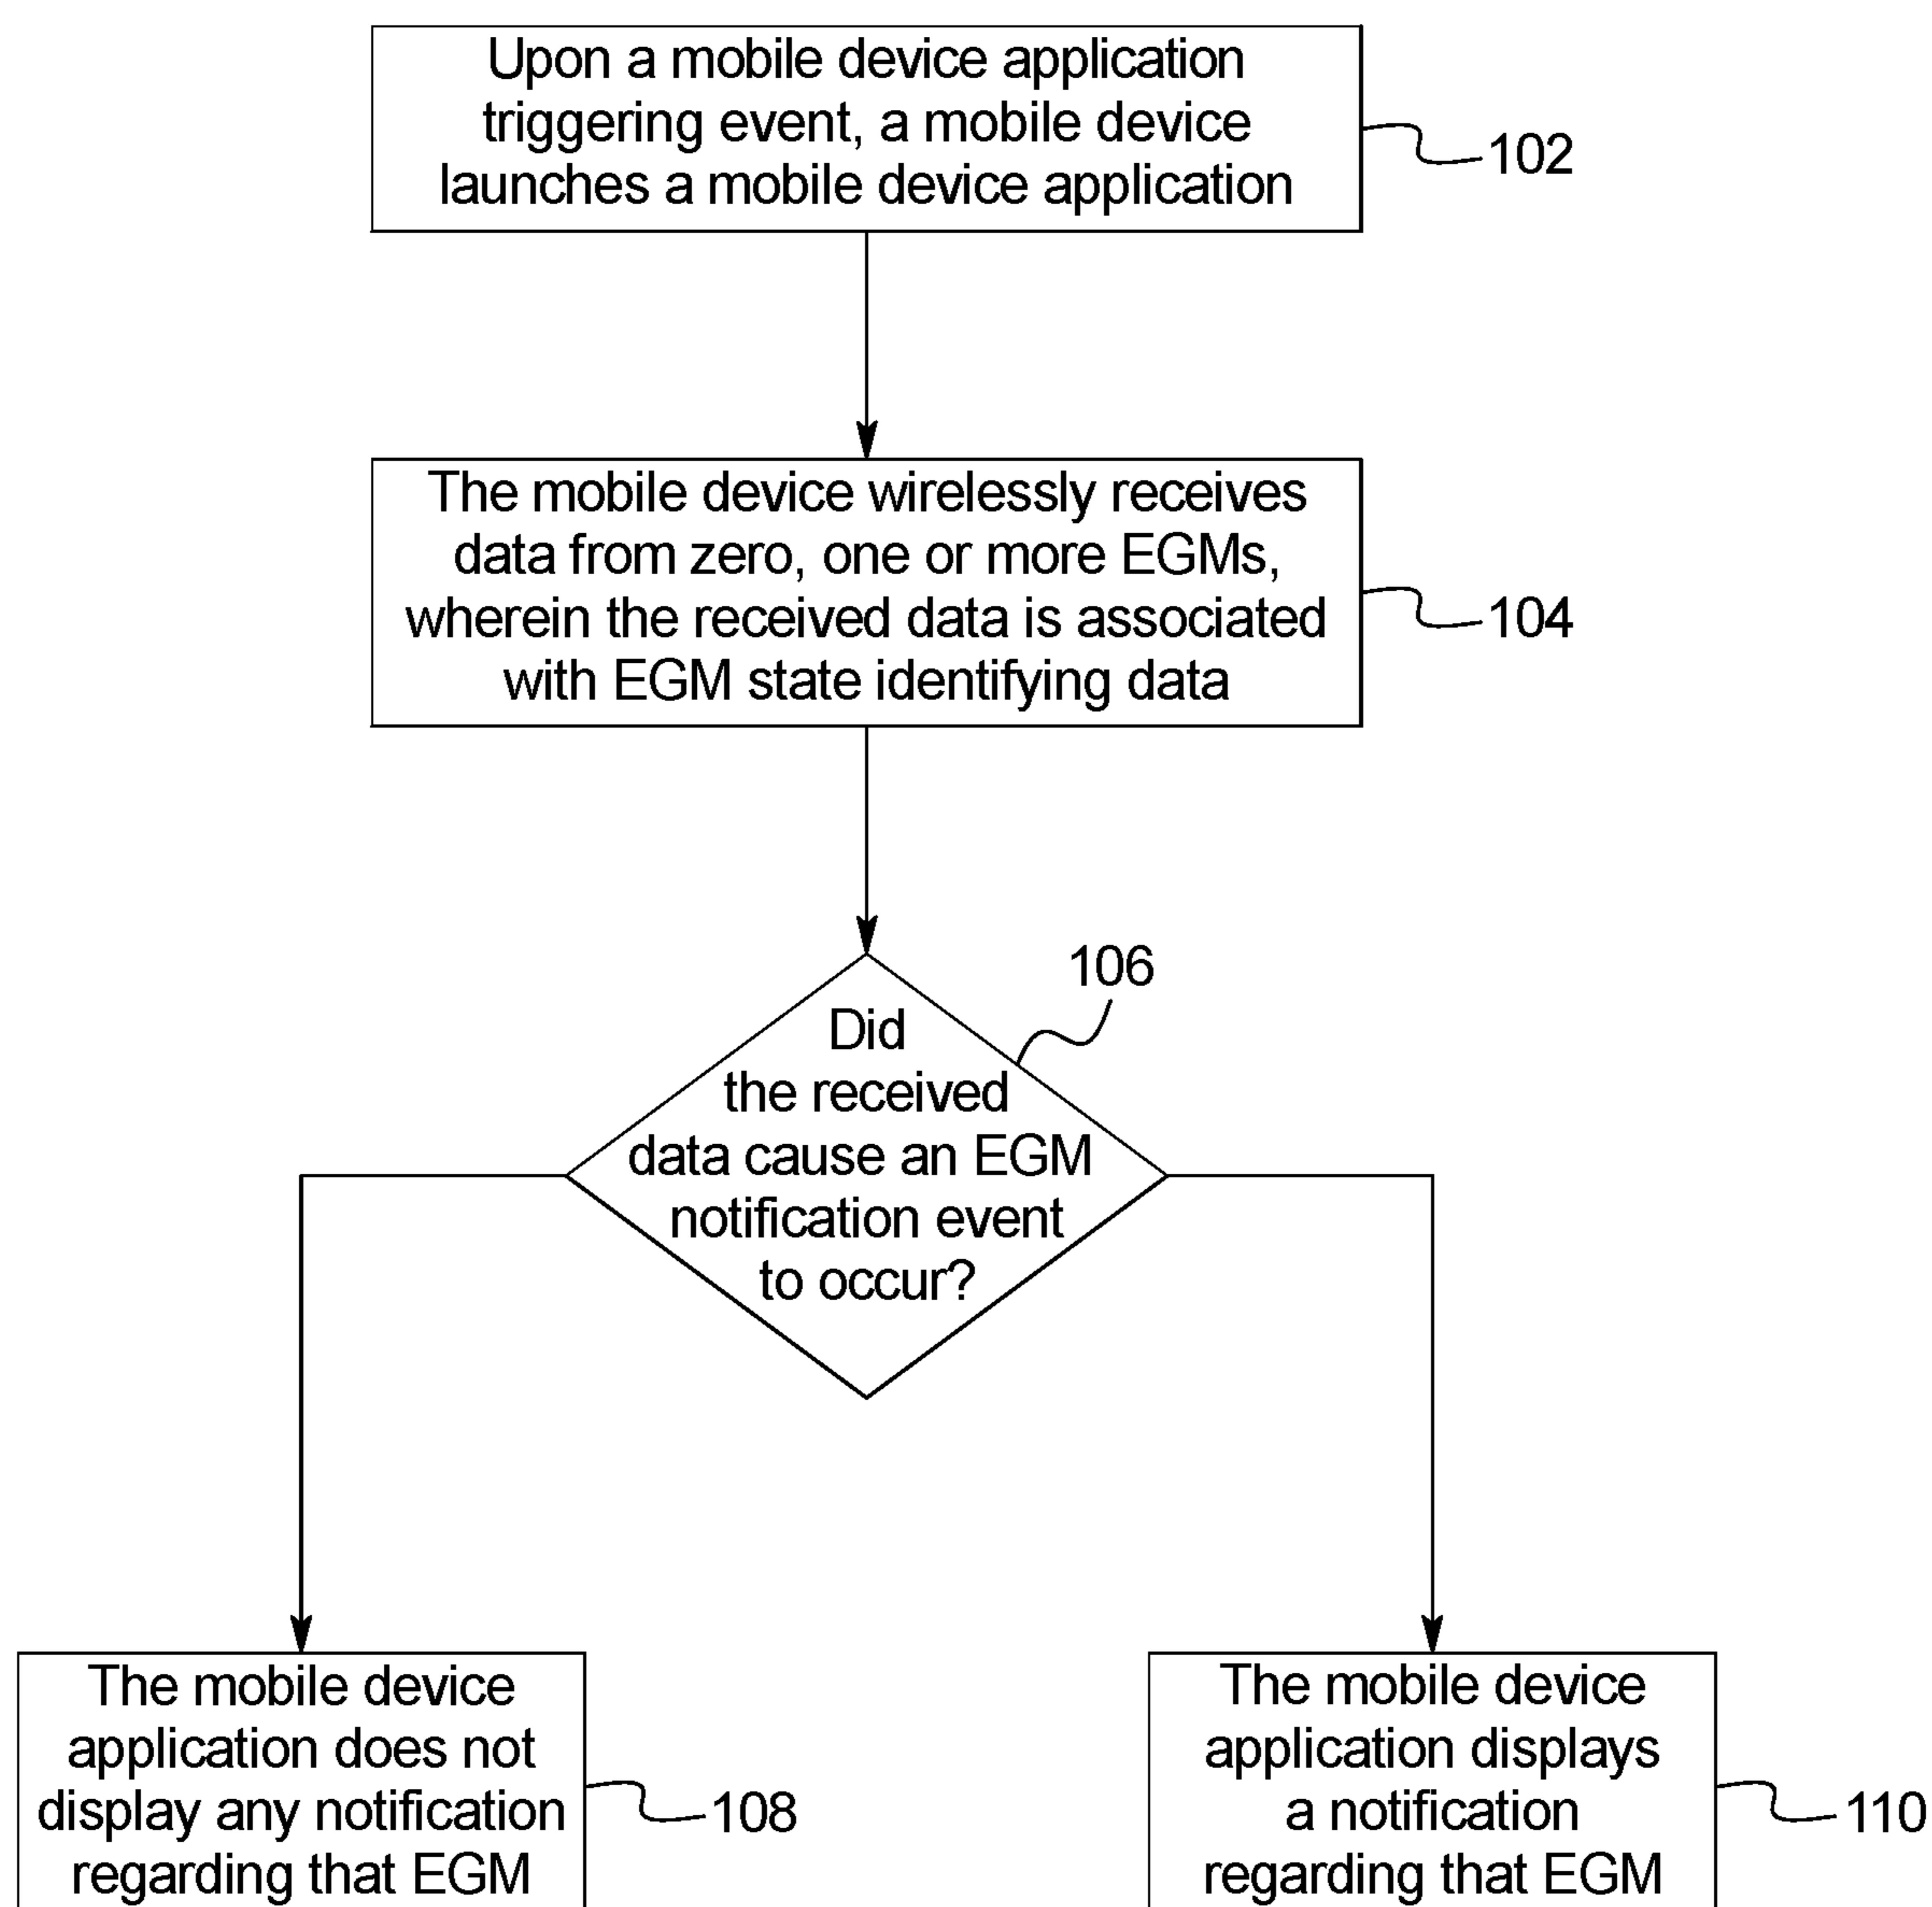 Upon a mobile device application
triggering event, a mobile device
launches a mobile device application
102
The mobile device wirelessly receives
data from zero, one or more EGMs,
wherein the received data is associated
with EGM state identifying data
104
106
Did
the received
data cause an EGM
notification event
to occur?
The mobile device
application does not
display any notification
regarding that EGM
108
The mobile device
application displays
a notification
regarding that EGM
110